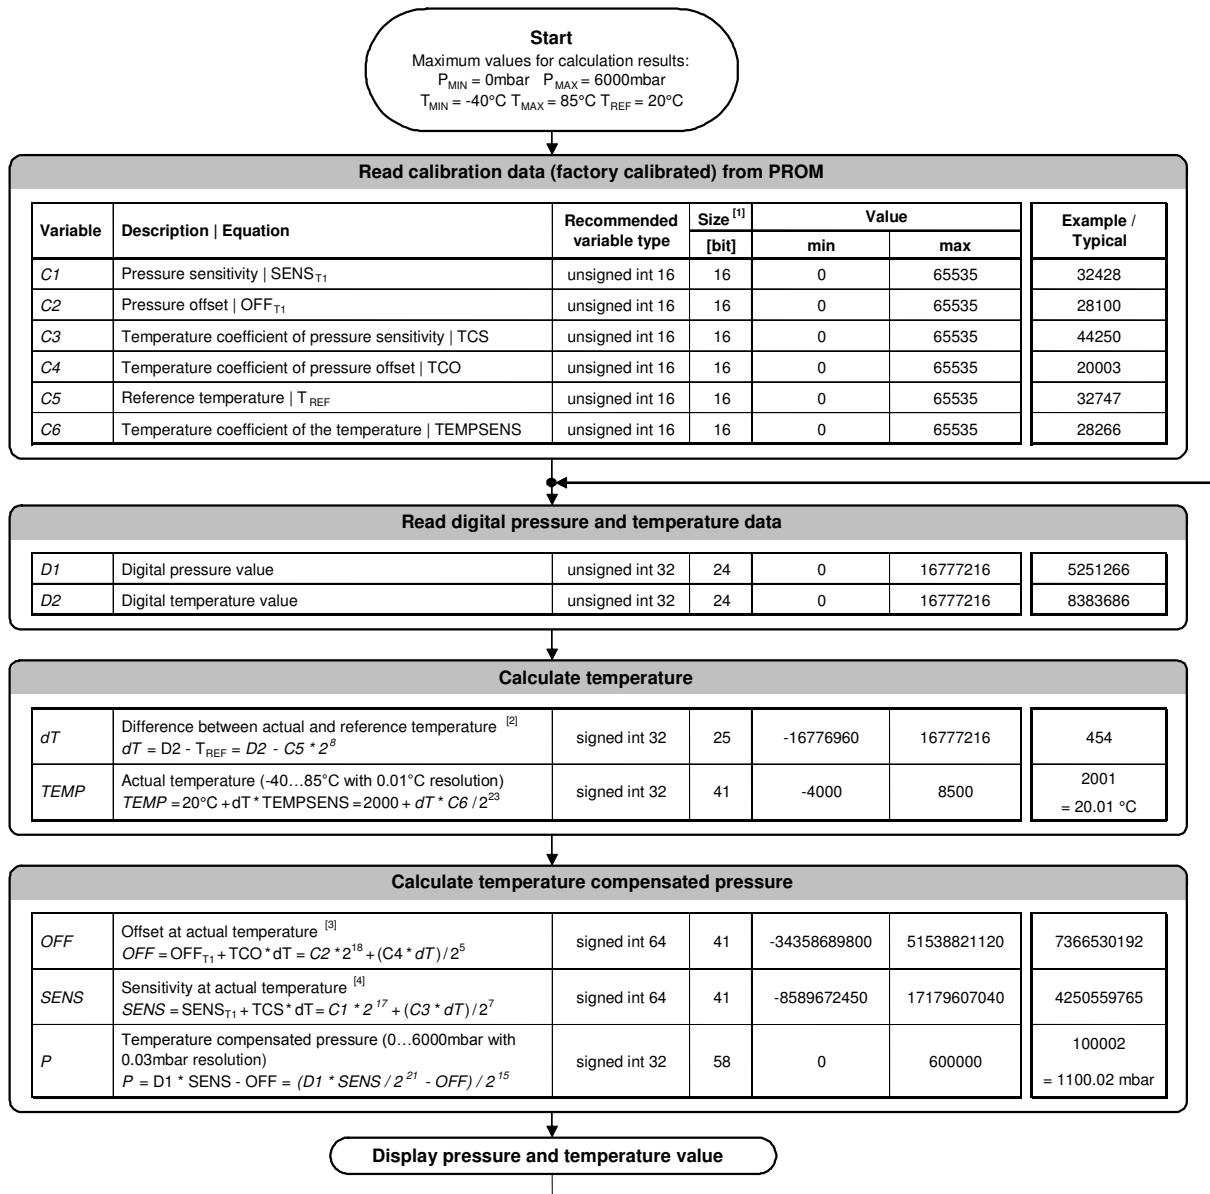 Start
Maximum values for calculation results:
P_MIN = 0mbar P_MAX = 6000mbar
T_MIN = -40°C T_MAX = 85°C T_REF = 20°C
Read calibration data (factory calibrated) from PROM
Variable | Description | Equation | Recommended variable type | Size [1] [bit] | Value min max | Example / Typical
C1 Pressure sensitivity | SENS_T1 unsigned int 16 16 0 65535 32428
C2 Pressure offset | OFF_T1 unsigned int 16 16 0 65535 28100
C3 Temperature coefficient of pressure sensitivity | TCS unsigned int 16 16 0 65535 44250
C4 Temperature coefficient of pressure offset | TCO unsigned int 16 16 0 65535 20003
C5 Reference temperature | T_REF unsigned int 16 16 0 65535 32747
C6 Temperature coefficient of the temperature | TEMPSENS unsigned int 16 16 0 65535 28266
Read digital pressure and temperature data
D1 Digital pressure value unsigned int 32 24 0 16777216 5251266
D2 Digital temperature value unsigned int 32 24 0 16777216 8383686
Calculate temperature
dT Difference between actual and reference temperature [2]
dT = D2 - T_REF = D2 - C5 * 2^8 signed int 32 25 -16776960 16777216 454
TEMP Actual temperature (-40…85°C with 0.01°C resolution)
TEMP = 20°C + dT * TEMPSENS = 2000 + dT * C6 / 2^23 signed int 32 41 -4000 8500 2001
= 20.01 °C
Calculate temperature compensated pressure
OFF Offset at actual temperature [3]
OFF = OFF_T1 + TCO * dT = C2 * 2^18 + (C4 * dT) / 2^5 signed int 64 41 -34358689800 51538821120 7366530192
SENS Sensitivity at actual temperature [4]
SENS = SENS_T1 + TCS * dT = C1 * 2^17 + (C3 * dT) / 2^7 signed int 64 41 -8589672450 17179607040 4250559765
P Temperature compensated pressure (0…6000mbar with
0.03mbar resolution)
P = D1 * SENS - OFF = (D1 * SENS / 2^21 - OFF) / 2^15 signed int 32 58 0 600000 100002
= 1100.02 mbar
Display pressure and temperature value